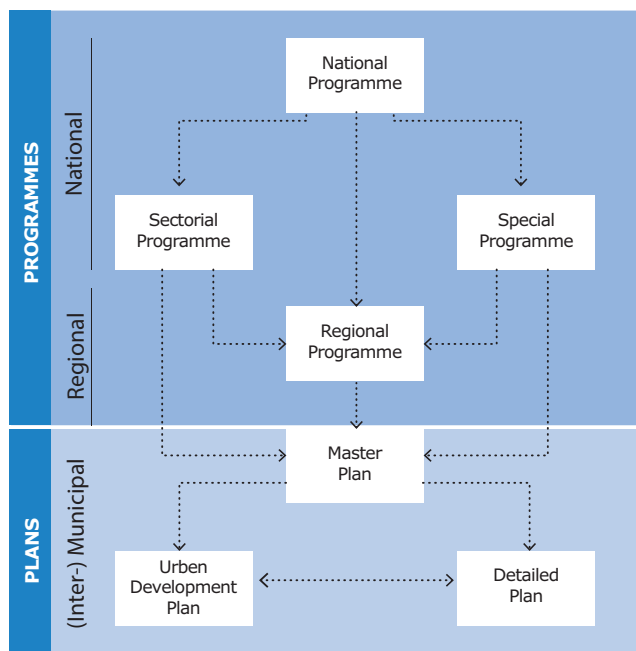 PROGRAMMES
National
National
Programme
Sectorial
Programme
Special
Programme
Regional
Regional
Programme
PLANS
(Inter-) Municipal
Master
Plan
Urben
Development
Plan
Detailed
Plan